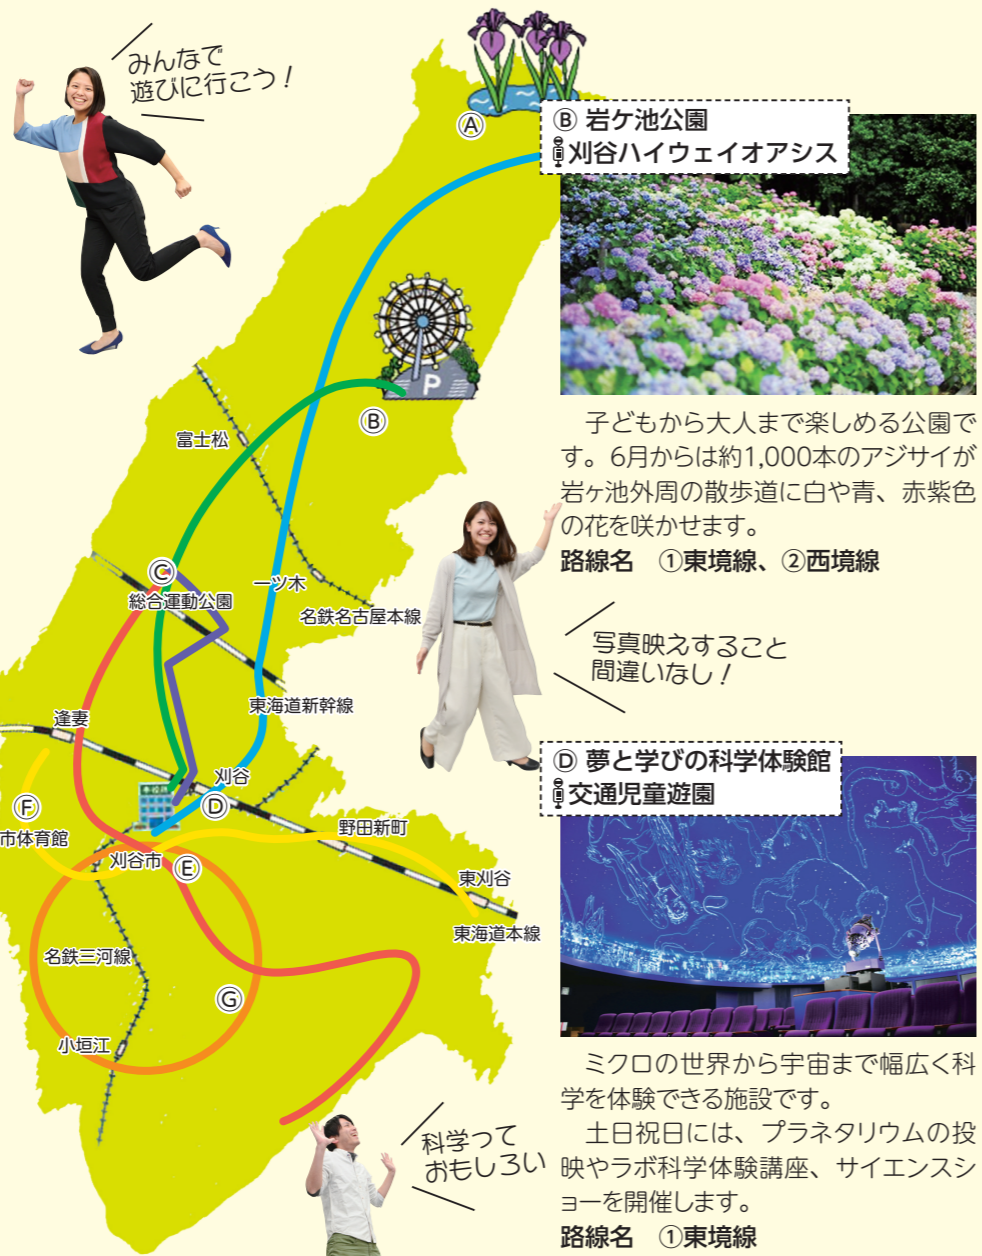 みんなで
遊びに行こう！
Ⓐ
Ⓑ 岩ケ池公園
刈谷ハイウェイオアシス
P
Ⓑ
子どもから大人まで楽しめる公園で
す。6月からは約1,000本のアジサイが
岩ヶ池外周の散歩道に白や青、赤紫色
の花を咲かせます。
路線名　①東境線、②西境線
富士松
Ⓒ
総合運動公園
一ツ木
名鉄名古屋本線
写真映えすること
間違いなし！
東海道新幹線
逢妻
刈谷
Ⓓ
Ⓕ
市体育館
野田新町
刈谷市
Ⓔ
東刈谷
東海道本線
名鉄三河線
Ⓖ
小垣江
Ⓓ 夢と学びの科学体験館
交通児童遊園
ミクロの世界から宇宙まで幅広く科
学を体験できる施設です。
土日祝日には、プラネタリウムの投
映やラボ科学体験講座、サイエンスシ
ョーを開催します。
路線名　①東境線
科学って
おもしろい